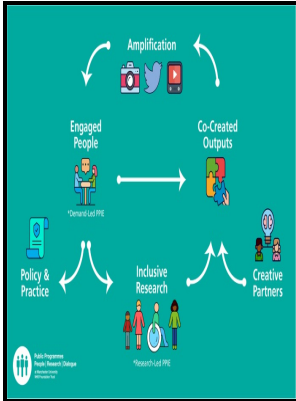 Amplification
Engaged
People
*Demand-Led PPIE
Co-Created
Outputs
Policy &
Practice
Inclusive
Research
*Research-Led PPIE
Creative
Partners
Public Programme
People | Research | Dialogue